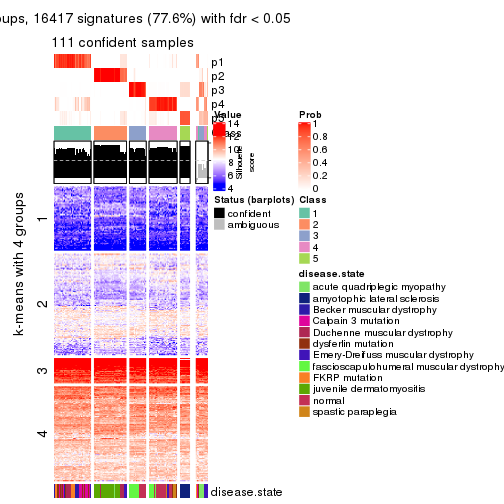 oups, 16417 signatures (77.6%) with fdr < 0.05
111 confident samples
p1
p2
p3
p4
p5
Class
Value
14
12
10
8
6
4
Silhouette
score
Prob
1
0.8
0.6
0.4
0.2
0
Status (barplots)
confident
ambiguous
Class
1
2
3
4
5
disease.state
acute quadriplegic myopathy
amyotophic lateral sclerosis
Becker muscular dystrophy
Calpain 3 mutation
Duchenne muscular dystrophy
dysferlin mutation
Emery-Dreifuss muscular dystrophy
fascioscapulohumeral muscular dystrophy
FKRP mutation
juvenile dermatomyositis
normal
spastic paraplegia
k-means with 4 groups
1
2
3
4
disease.state